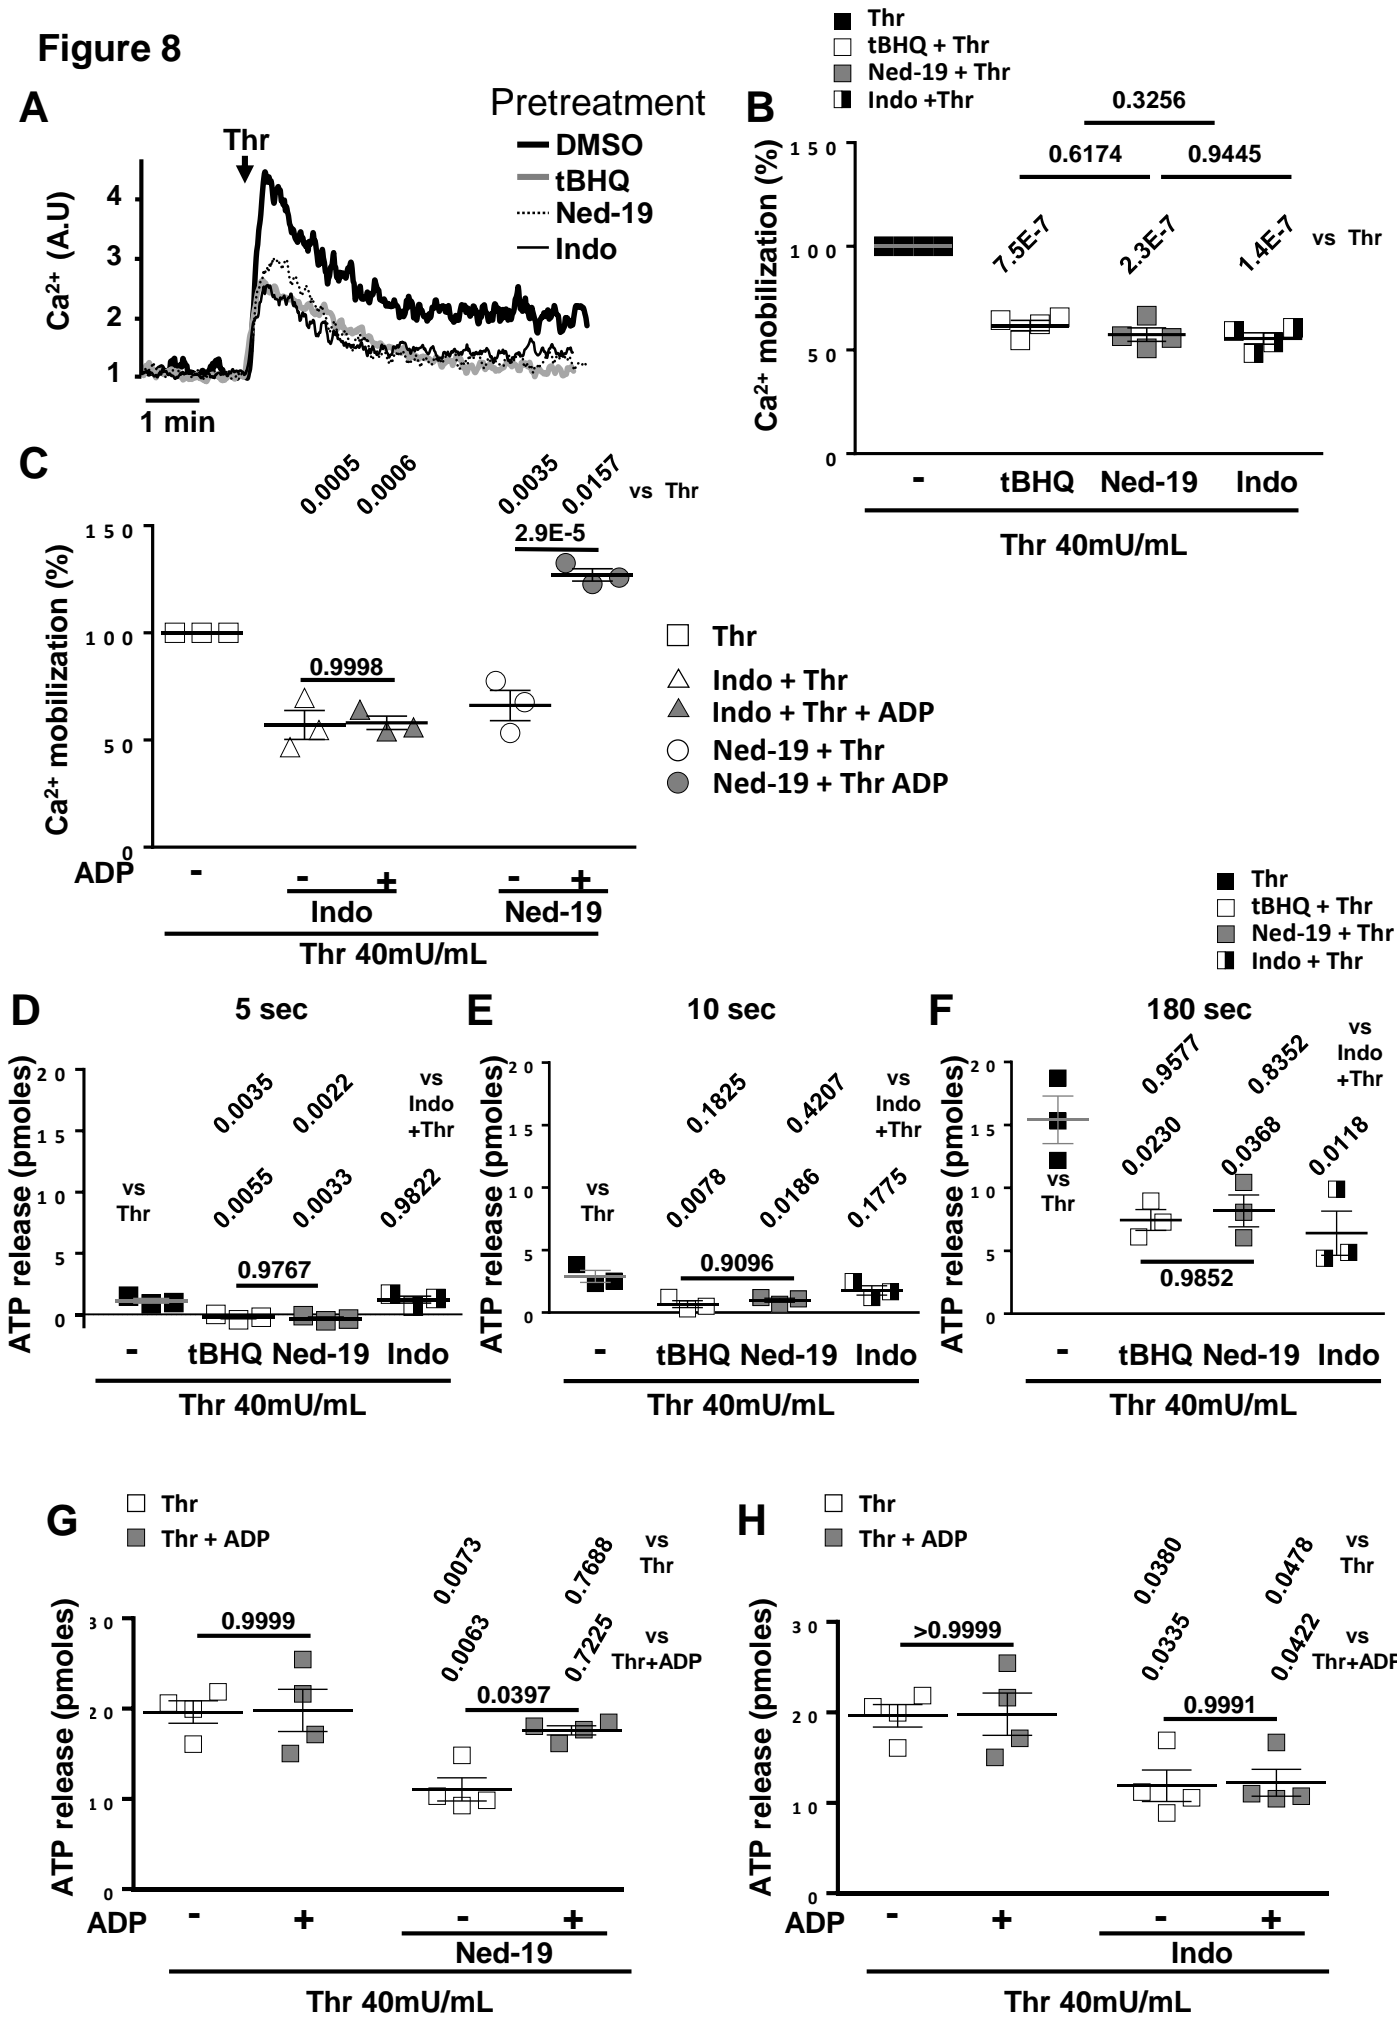 Figure 8
A
Pretreatment
DMSO
tBHQ
Ned-19
Indo
Thr
Ca2+ (A.U)
4
3
2
1
1 min
Thr
tBHQ + Thr
Ned-19 + Thr
Indo +Thr
B
0.3256
0.6174
0.9445
7.5E-7
2.3E-7
1.4E-7
vs Thr
Ca2+ mobilization (%)
150
100
50
0
-
tBHQ
Ned-19
Indo
Thr 40mU/mL
C
0.0005
0.0006
0.0035
0.0157
vs Thr
2.9E-5
0.9998
Ca2+ mobilization (%)
150
100
50
0
ADP
-
-
+
-
+
Indo
Ned-19
Thr 40mU/mL
Thr
Indo + Thr
Indo + Thr + ADP
Ned-19 + Thr
Ned-19 + Thr ADP
Thr
tBHQ + Thr
Ned-19 + Thr
Indo + Thr
D
5 sec
ATP release (pmoles)
20
15
10
5
0
0.0035
0.0022
vs
Indo
+Thr
vs
Thr
0.0055
0.0033
0.9822
0.9767
-
tBHQ
Ned-19
Indo
Thr 40mU/mL
E
10 sec
ATP release (pmoles)
20
15
10
5
0
0.1825
0.4207
vs
Indo
+Thr
vs
Thr
0.0078
0.0186
0.1775
0.9096
-
tBHQ
Ned-19
Indo
Thr 40mU/mL
F
180 sec
ATP release (pmoles)
20
15
10
5
0
0.9577
0.8352
vs
Indo
+Thr
vs
Thr
0.0230
0.0368
0.0118
0.9852
-
tBHQ
Ned-19
Indo
Thr 40mU/mL
G
Thr
Thr + ADP
0.0073
0.7688
vs
Thr
0.0063
0.7225
vs
Thr+ADP
0.9999
0.0397
ATP release (pmoles)
30
20
10
0
ADP
-
+
-
+
Ned-19
Thr 40mU/mL
H
Thr
Thr + ADP
0.0380
0.0478
vs
Thr
0.0335
0.0422
vs
Thr+ADP
>0.9999
0.9991
ATP release (pmoles)
30
20
10
0
ADP
-
+
-
+
Indo
Thr 40mU/mL